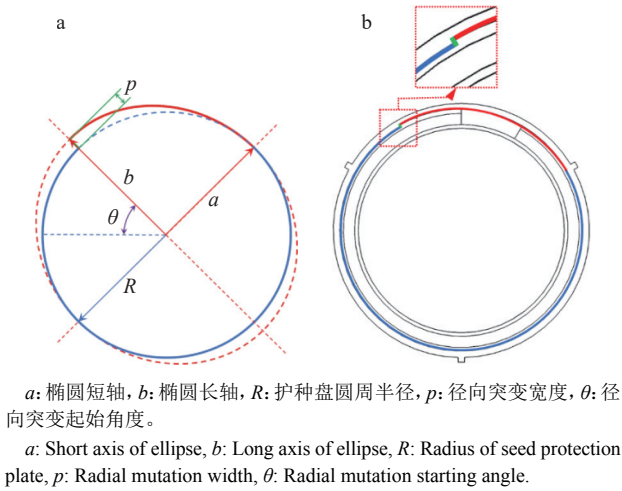 a
b
p
b
a
θ
R
a: 椭圆短轴, b: 椭圆长轴, R: 护种盘圆周半径, p: 径向突变宽度, θ: 径
向突变起始角度。
a: Short axis of ellipse, b: Long axis of ellipse, R: Radius of seed protection
plate, p: Radial mutation width, θ: Radial mutation starting angle.